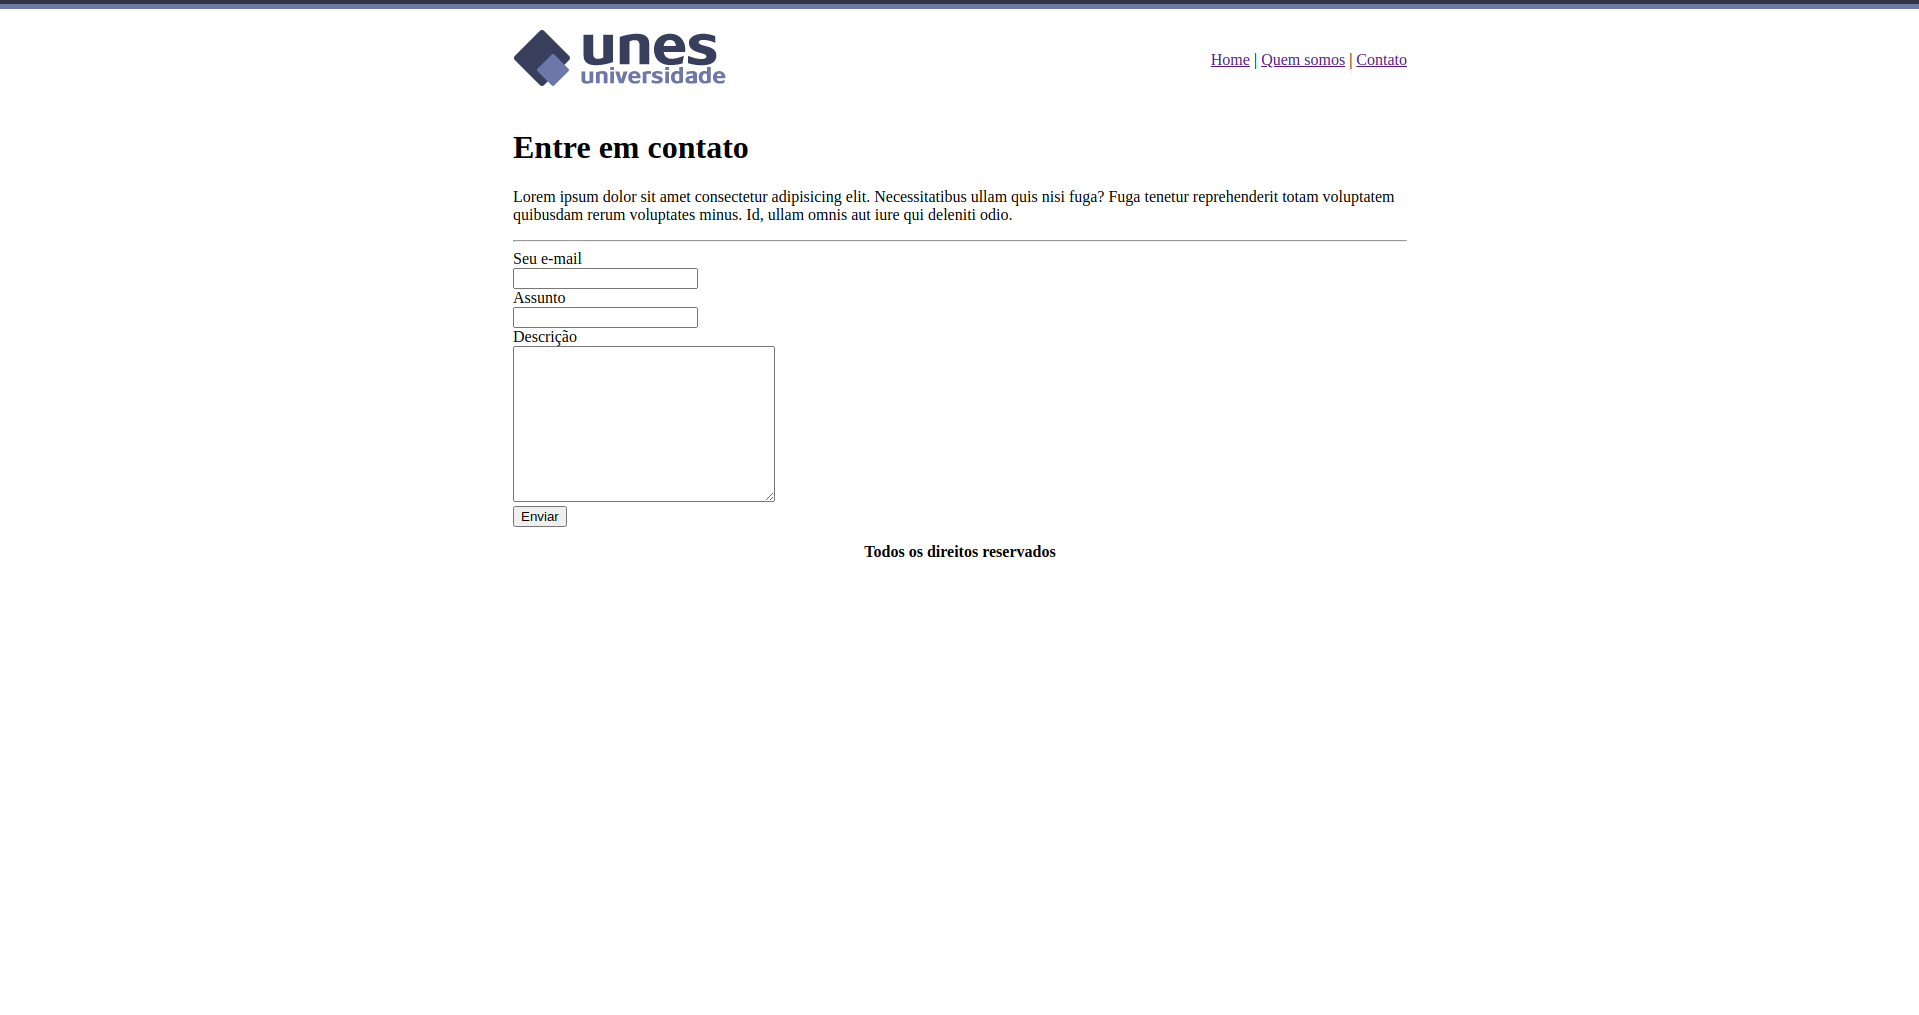 unes
universidade
Home | Quem somos | Contato
Entre em contato
Lorem ipsum dolor sit amet consectetur adipisicing elit. Necessitatibus ullam quis nisi fuga? Fuga tenetur reprehenderit totam voluptatem
quibusdam rerum voluptates minus. Id, ullam omnis aut iure qui deleniti odio.
Seu e-mail
Assunto
Descrição
Enviar
Todos os direitos reservados